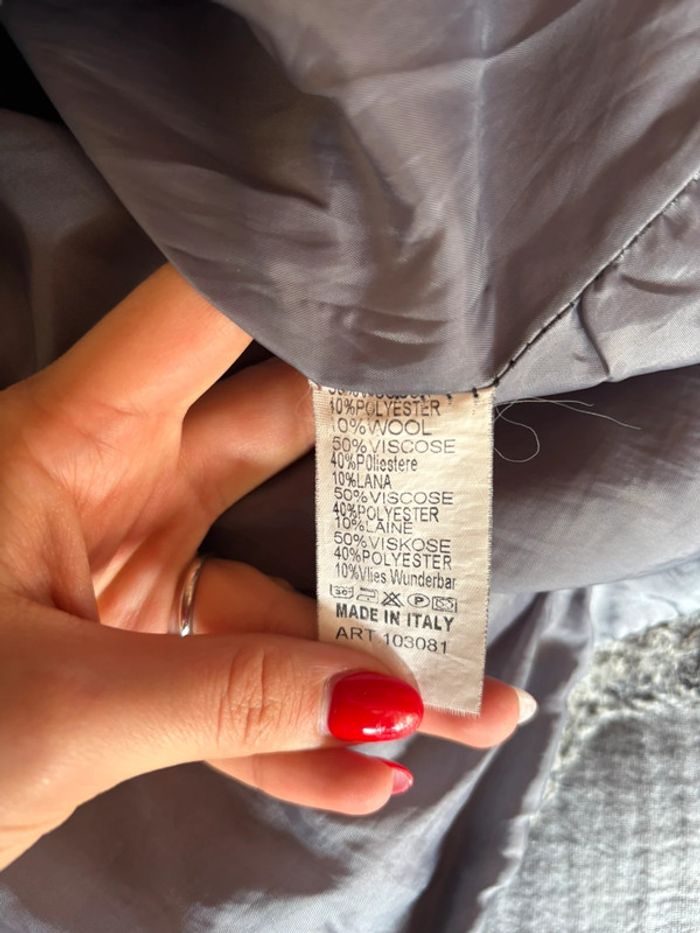 10%POLYESTER
10%WOOL
50%VISCOSE
40%POliestere
10%LANA
50%VISCOSE
40%POLYESTER
10%LAINE
50%VISKOSE
40%POLYESTER
10%Vlies Wunderbar
30 P
MADE IN ITALY
ART 103081